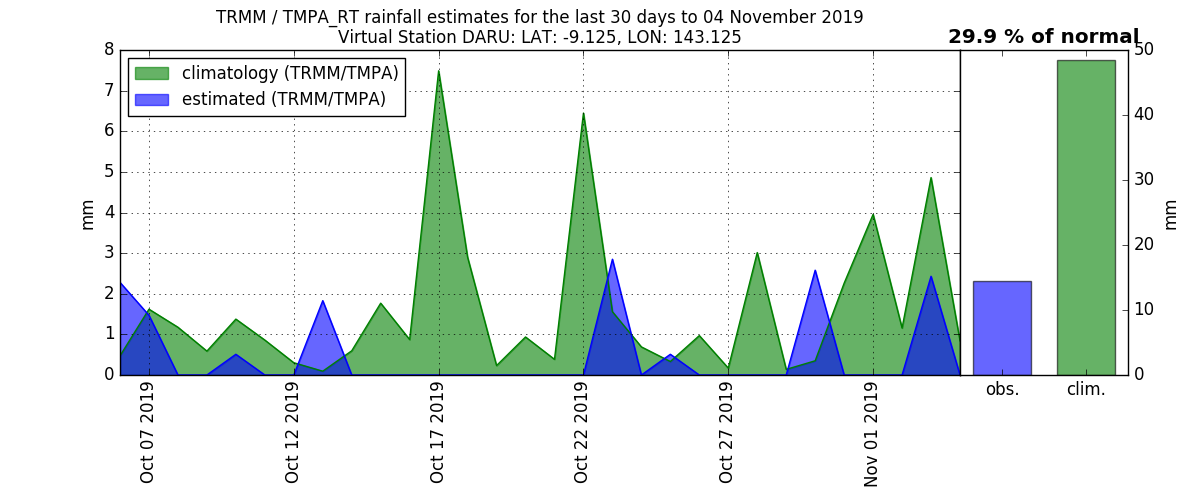 TRMM / TMPA_RT rainfall estimates for the last 30 days to 04 November 2019
Virtual Station DARU: LAT: -9.125, LON: 143.125
29.9 % of normal
climatology (TRMM/TMPA)
estimated (TRMM/TMPA)
8
7
6
5
4
3
2
1
0
mm
Oct 07 2019
Oct 12 2019
Oct 17 2019
Oct 22 2019
Oct 27 2019
Nov 01 2019
obs.
clim.
50
40
30
20
10
0
mm